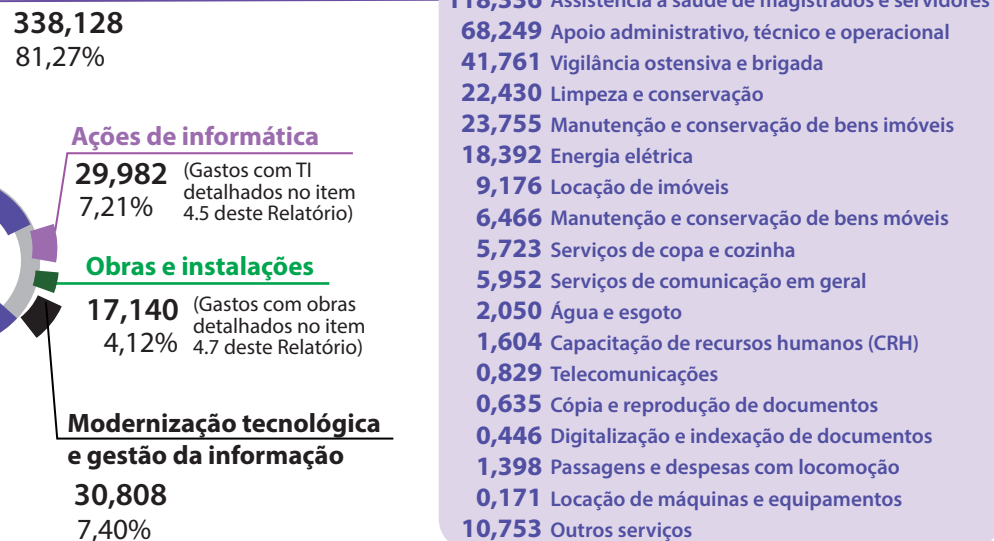 338,128
81,27%
Ações de informática
29,982 (Gastos com TI
7,21% detalhados no item
4.5 deste Relatório)
Obras e instalações
17,140 (Gastos com obras
4,12% detalhados no item
4.7 deste Relatório)
Modernização tecnológica
e gestão da informação
30,808
7,40%
118,336 Assistência à saúde de magistrados e servidores
68,249 Apoio administrativo, técnico e operacional
41,761 Vigilância ostensiva e brigada
22,430 Limpeza e conservação
23,755 Manutenção e conservação de bens imóveis
18,392 Energia elétrica
9,176 Locação de imóveis
6,466 Manutenção e conservação de bens móveis
5,723 Serviços de copa e cozinha
5,952 Serviços de comunicação em geral
2,050 Água e esgoto
1,604 Capacitação de recursos humanos (CRH)
0,829 Telecomunicações
0,635 Cópia e reprodução de documentos
0,446 Digitalização e indexação de documentos
1,398 Passagens e despesas com locomoção
0,171 Locação de máquinas e equipamentos
10,753 Outros serviços